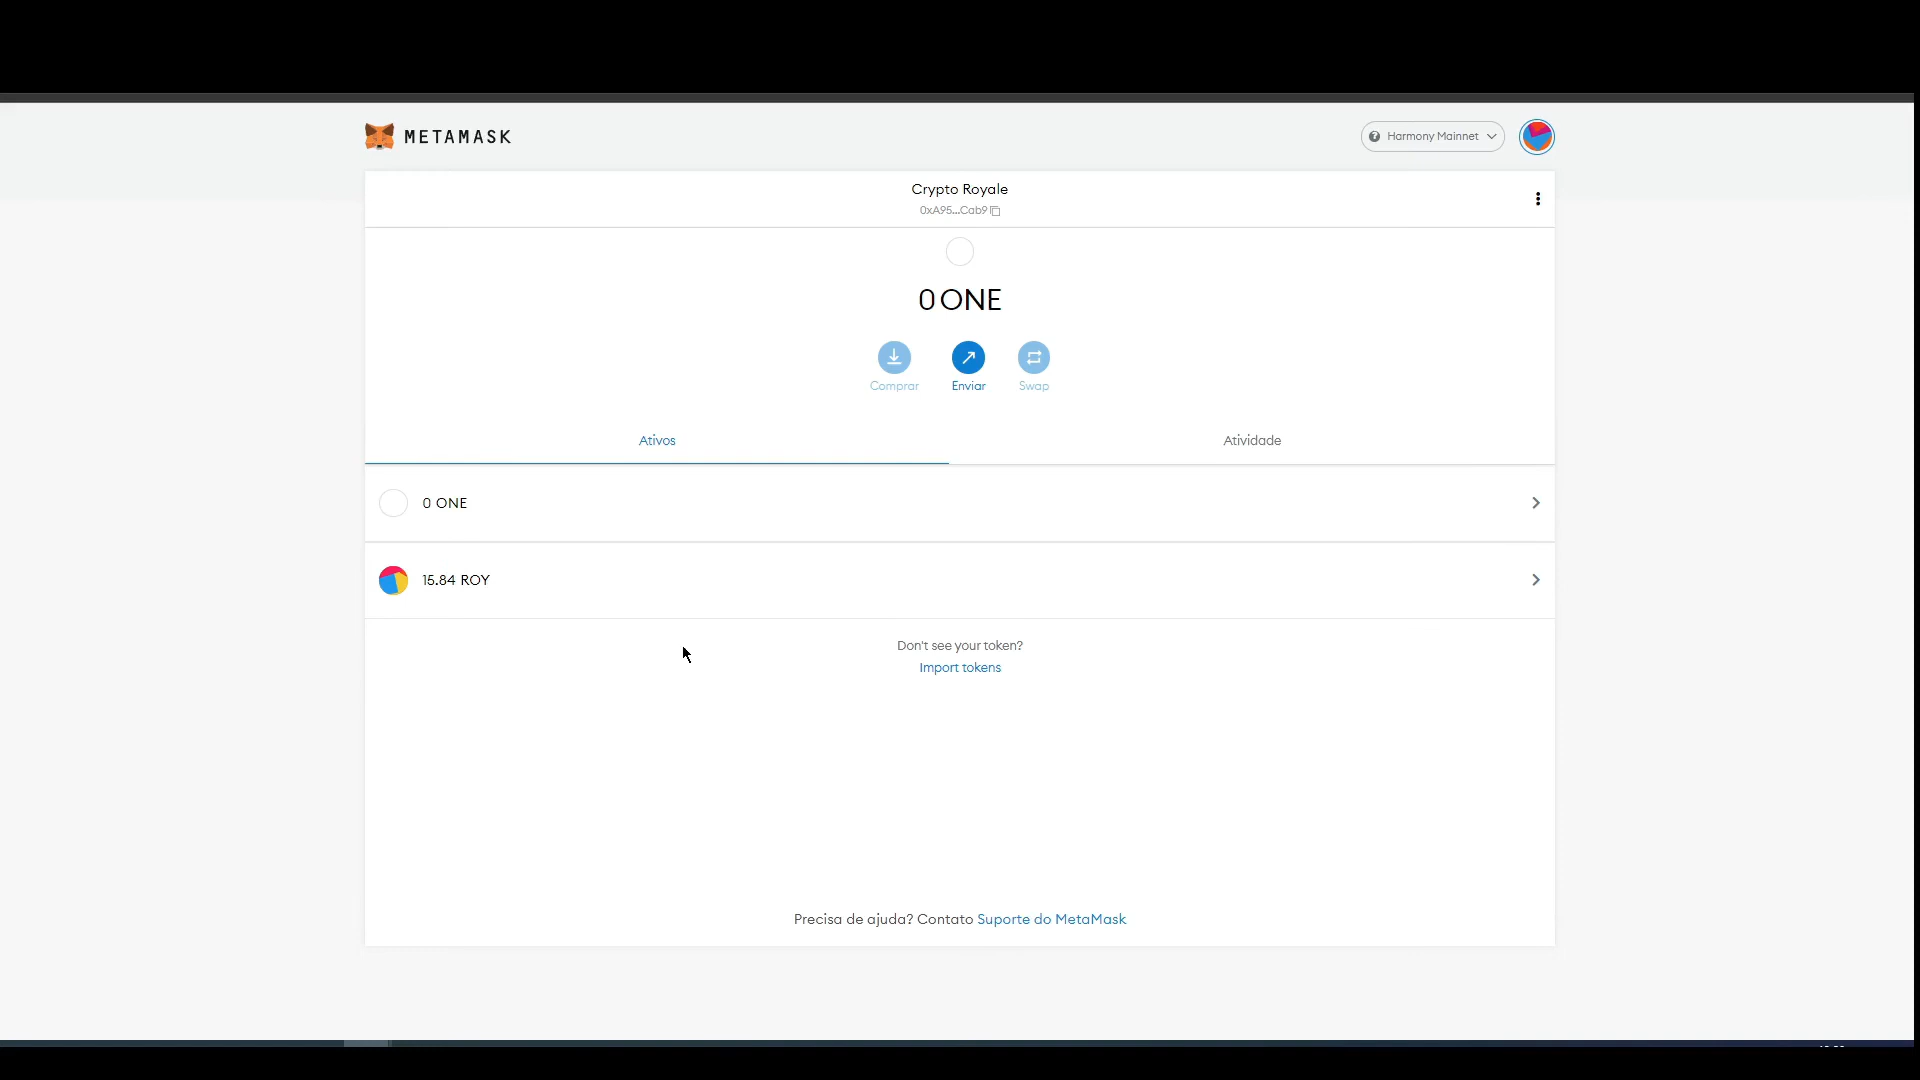 METAMASK
Harmony Mainnet
Crypto Royale
0xA95...Cab9
0 ONE
Comprar
Enviar
Swap
Ativos
Atividade
0 ONE
15.84 ROY
Don't see your token?
Import tokens
Precisa de ajuda? Contato Suporte do MetaMask